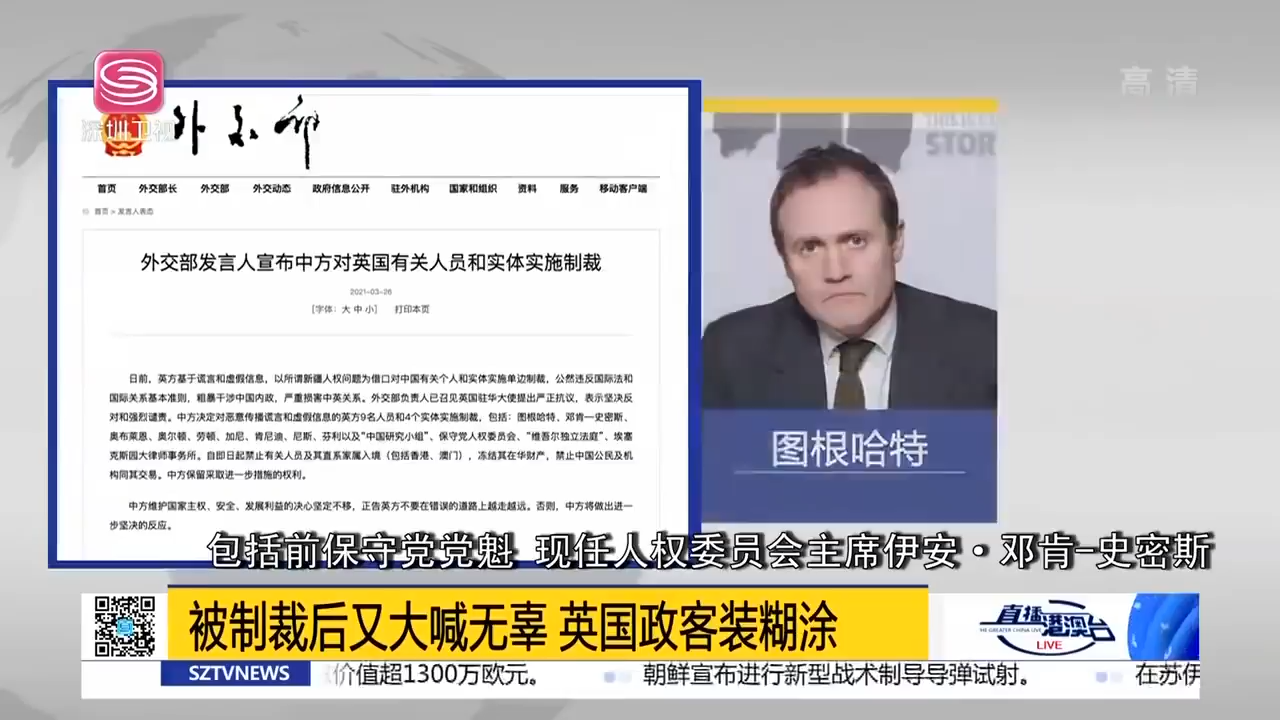 高清
深圳卫视
外交部
首页 外交部长 外交部 外交动态 政府信息公开 驻外机构 国家和组织 资料 服务 移动客户端
首页 > 发言人表态
外交部发言人宣布中方对英国有关人员和实体实施制裁
2021-03-26
[字体：大 中 小] 打印本页
日前，英方基于谎言和虚假信息，以所谓新疆人权问题为借口对中国有关个人和实体实施单边制裁，公然违反国际法和
国际关系基本准则，粗暴干涉中国内政，严重损害中英关系。外交部负责人已召见英国驻华大使提出严正抗议，表示坚决反
对和强烈谴责。中方决定对恶意传播谎言和虚假信息的英方9名人员和4个实体实施制裁，包括：图根哈特、邓肯—史密斯、
奥布莱恩、奥尔顿、劳顿、加尼、肯尼迪、尼斯、芬利以及“中国研究小组”、保守党人权委员会、“维吾尔独立法庭”、埃塞
克斯园大律师事务所。自即日起禁止有关人员及其直系家属入境（包括香港、澳门），冻结其在华财产，禁止中国公民及机
构同其交易。中方保留采取进一步措施的权利。
中方维护国家主权、安全、发展利益的决心坚定不移，正告英方不要在错误的道路上越走越远。否则，中方将做出进一
步坚决的反应。
STOR
图根哈特
包括前保守党党魁 现任人权委员会主席伊安·邓肯-史密斯
被制裁后又大喊无辜 英国政客装糊涂
直播港澳台
HE GREATER CHINA LIVE
LIVE
SZTVNEWS
价值超1300万欧元。 朝鲜宣布进行新型战术制导导弹试射。 在苏伊